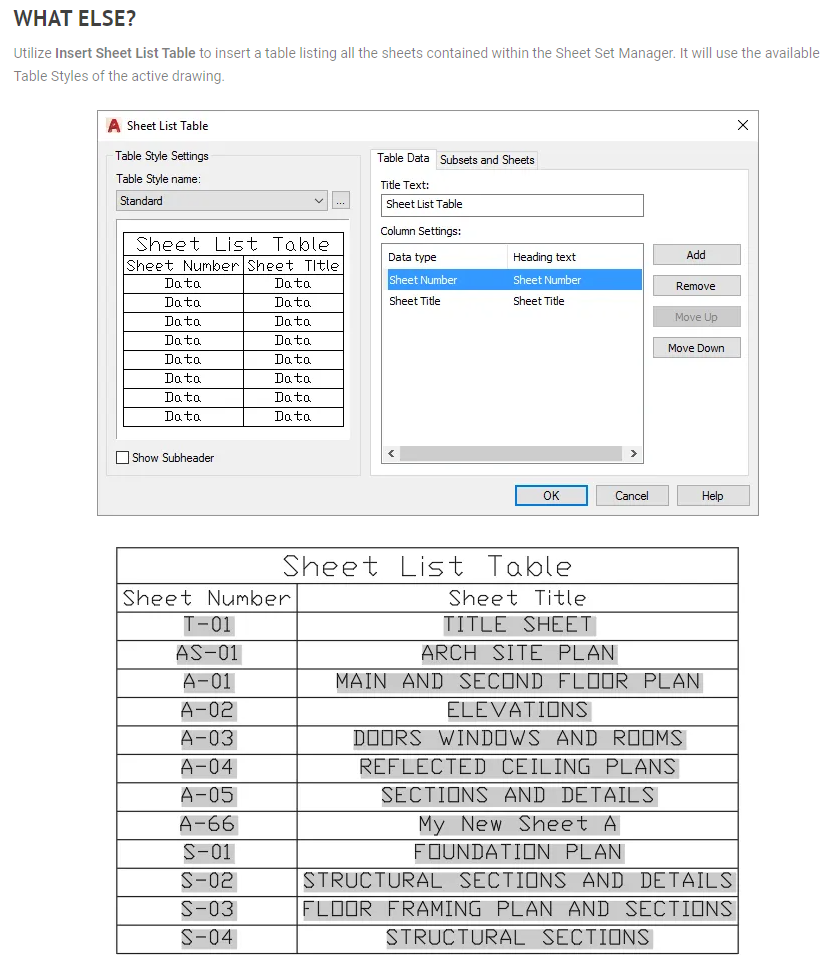 WHAT ELSE?
Utilize Insert Sheet List Table to insert a table listing all the sheets contained within the Sheet Set Manager. It will use the available
Table Styles of the active drawing.
Sheet List Table
Table Style Settings
Table Style name:
Standard
...
Sheet List Table
Sheet Number Sheet TItle
Data Data
Data Data
Data Data
Data Data
Data Data
Data Data
Data Data
Data Data
Show Subheader
Table Data Subsets and Sheets
Title Text:
Sheet List Table
Column Settings:
Data type Heading text
Sheet Number Sheet Number
Sheet Title Sheet Title
Add
Remove
Move Up
Move Down
OK Cancel Help
Sheet List Table
Sheet Number Sheet Title
T-01 TITLE SHEET
AS-01 ARCH SITE PLAN
A-01 MAIN AND SECOND FLOOR PLAN
A-02 ELEVATIONS
A-03 DOORS WINDOWS AND ROOMS
A-04 REFLECTED CEILING PLANS
A-05 SECTIONS AND DETAILS
A-66 My New Sheet A
S-01 FOUNDATION PLAN
S-02 STRUCTURAL SECTIONS AND DETAILS
S-03 FLOOR FRAMING PLAN AND SECTIONS
S-04 STRUCTURAL SECTIONS